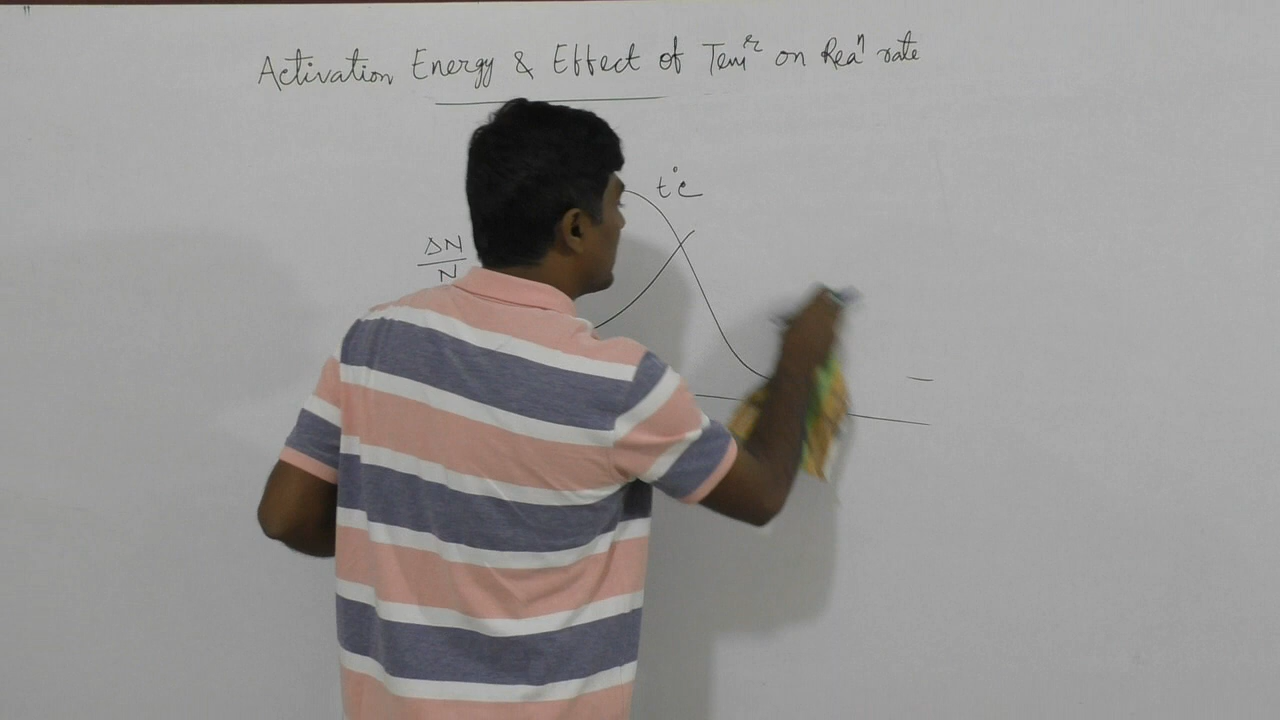 Activation Energy & Effect of Temʳ on Reaⁿ rate
t°c
ΔN
N